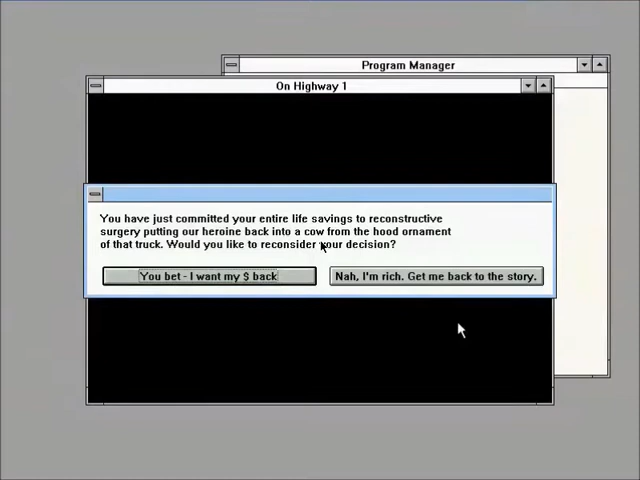 Program Manager
On Highway 1
You have just committed your entire life savings to reconstructive
surgery putting our heroine back into a cow from the hood ornament
of that truck. Would you like to reconsider your decision?
You bet - I want my $ back
Nah, I'm rich. Get me back to the story.